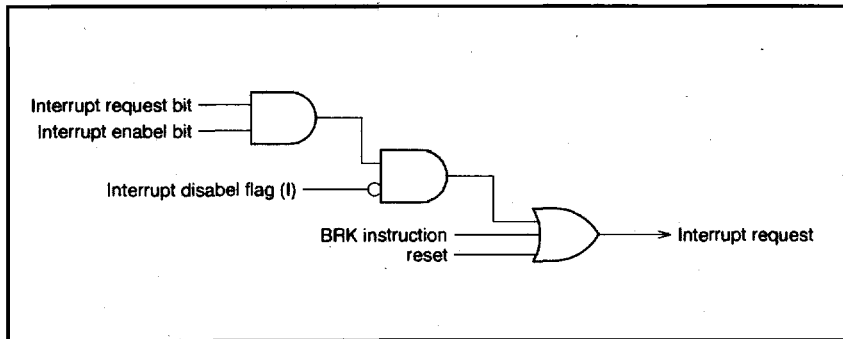 Interrupt request bit
Interrupt enabel bit
Interrupt disabel flag (I)
BRK instruction
reset
Interrupt request